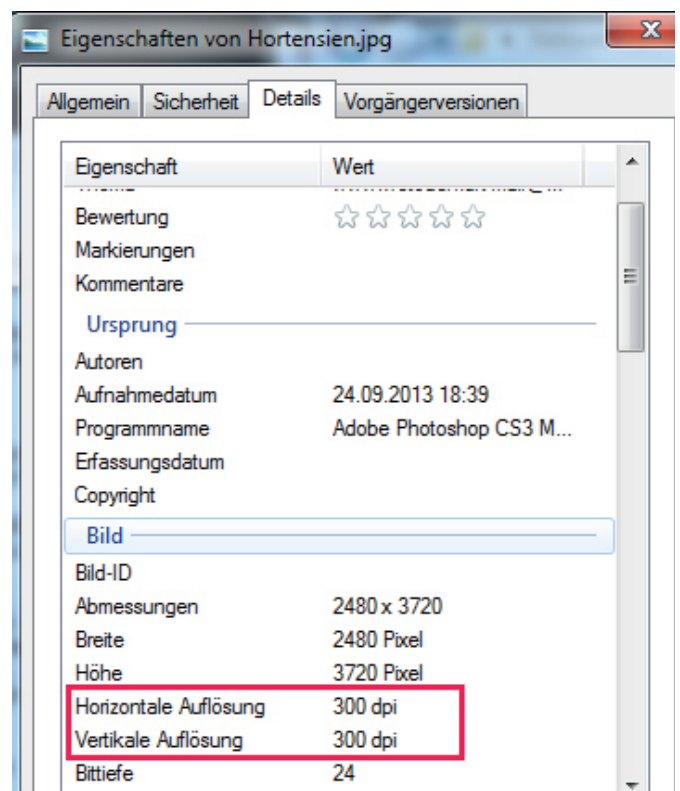 Eigenschaften von Hortensien.jpg
Allgemein Sicherheit Details Vorgängerversionen
Eigenschaft Wert
Bewertung
Markierungen
Kommentare
Ursprung
Autoren
Aufnahmedatum 24.09.2013 18:39
Programmname Adobe Photoshop CS3 M...
Erfassungsdatum
Copyright
Bild
Bild-ID
Abmessungen 2480 x 3720
Breite 2480 Pixel
Höhe 3720 Pixel
Horizontale Auflösung 300 dpi
Vertikale Auflösung 300 dpi
Bittiefe 24